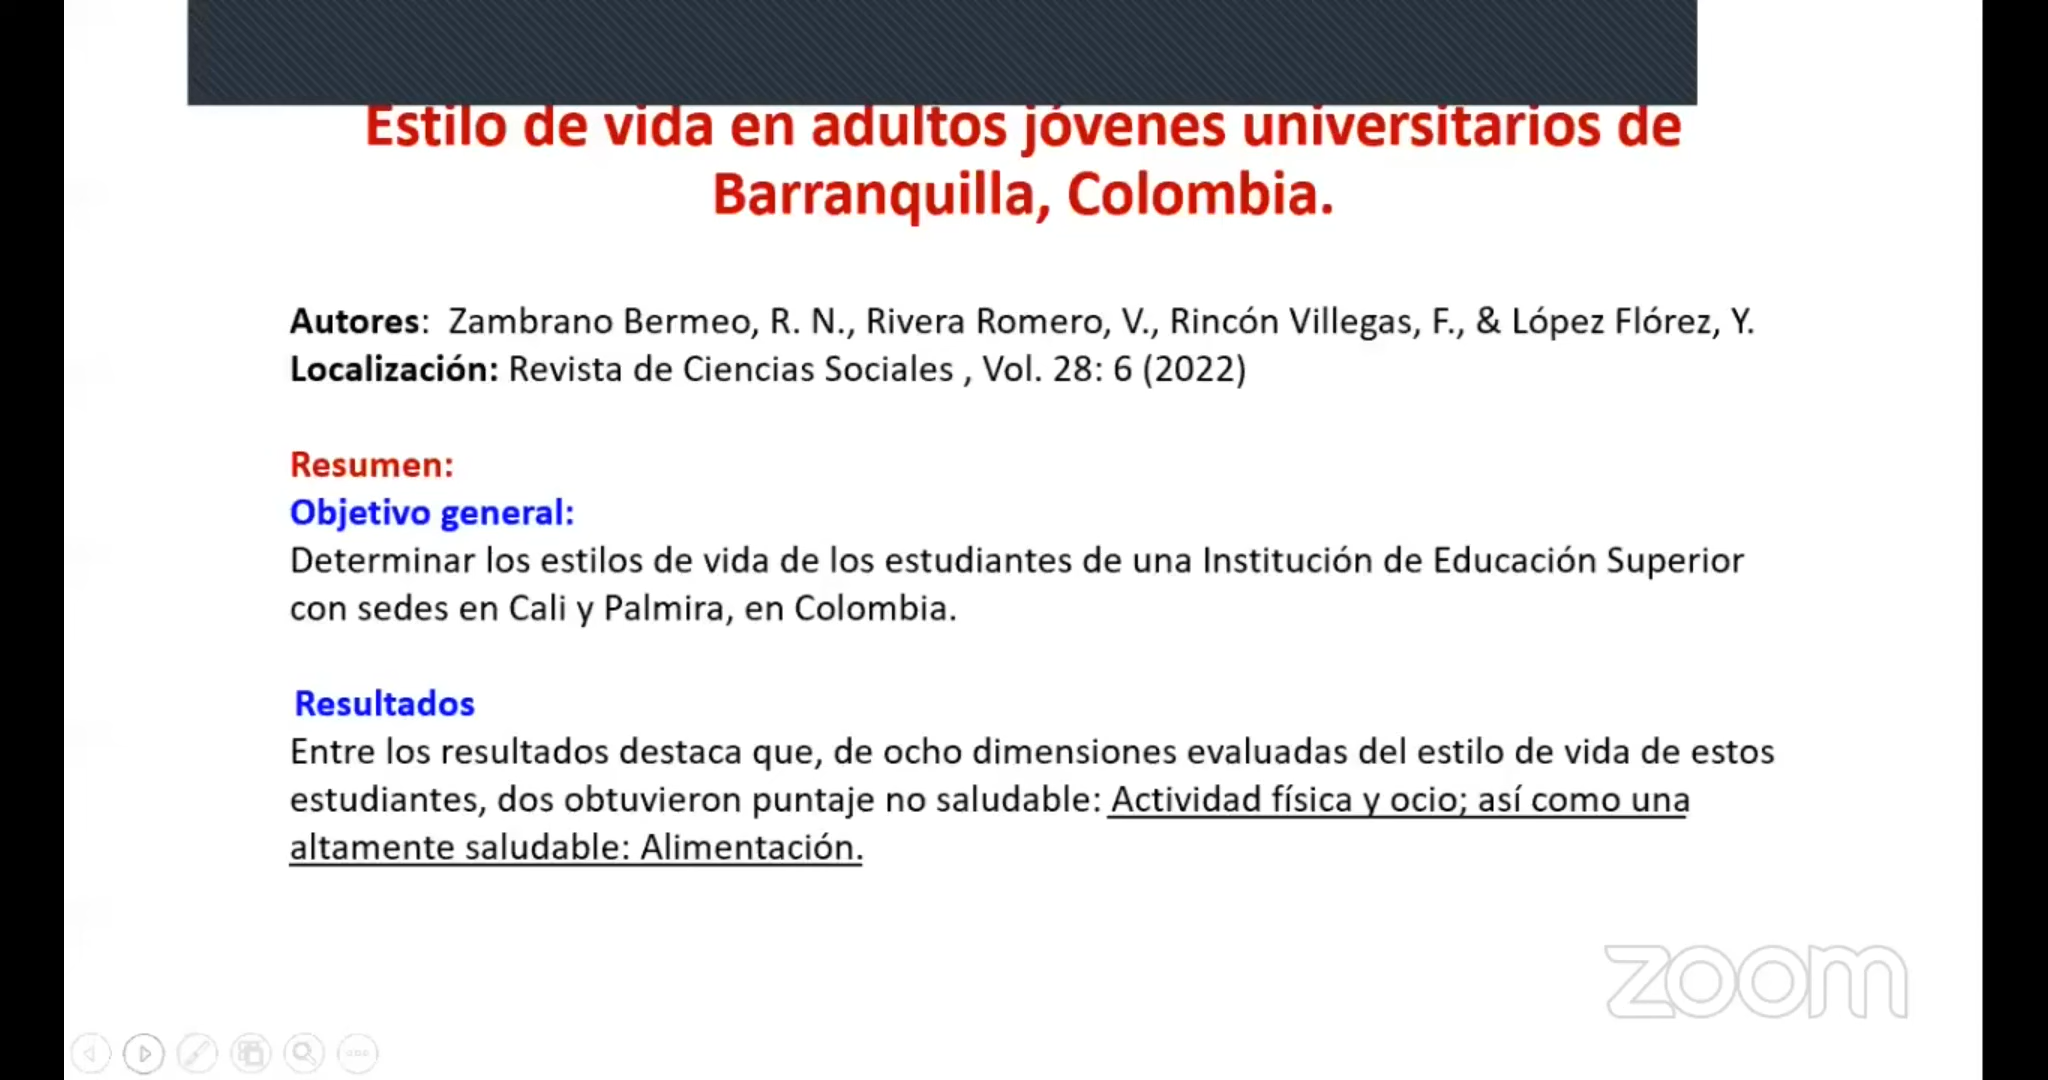 Estilo de vida en adultos jóvenes universitarios de
Barranquilla, Colombia.
Autores:  Zambrano Bermeo, R. N., Rivera Romero, V., Rincón Villegas, F., & López Flórez, Y.
Localización: Revista de Ciencias Sociales , Vol. 28: 6 (2022)
Resumen:
Objetivo general:
Determinar los estilos de vida de los estudiantes de una Institución de Educación Superior
con sedes en Cali y Palmira, en Colombia.
Resultados
Entre los resultados destaca que, de ocho dimensiones evaluadas del estilo de vida de estos
estudiantes, dos obtuvieron puntaje no saludable: Actividad física y ocio; así como una
altamente saludable: Alimentación.
zoom